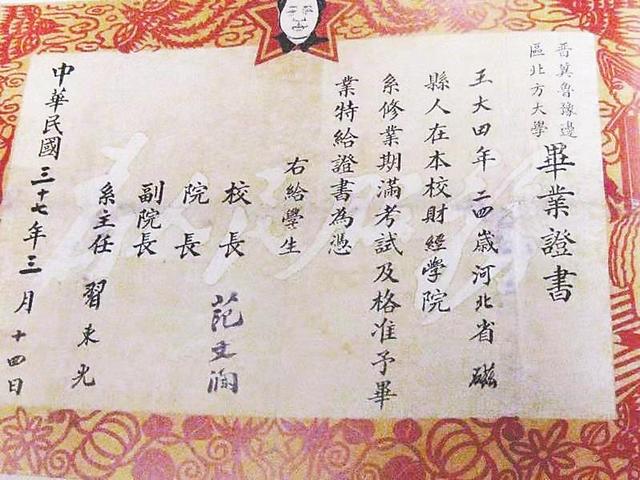 晋冀魯豫邊
區北方大學
畢業證書
王大四年 二四歲河北省 磁
縣人在本校財經學院
系修業期滿考試及格准予畢
業特給證書為憑
右給學生
校長 范文瀾
院長
副院長
系主任 習東光
中華民國三十七年三月十四日